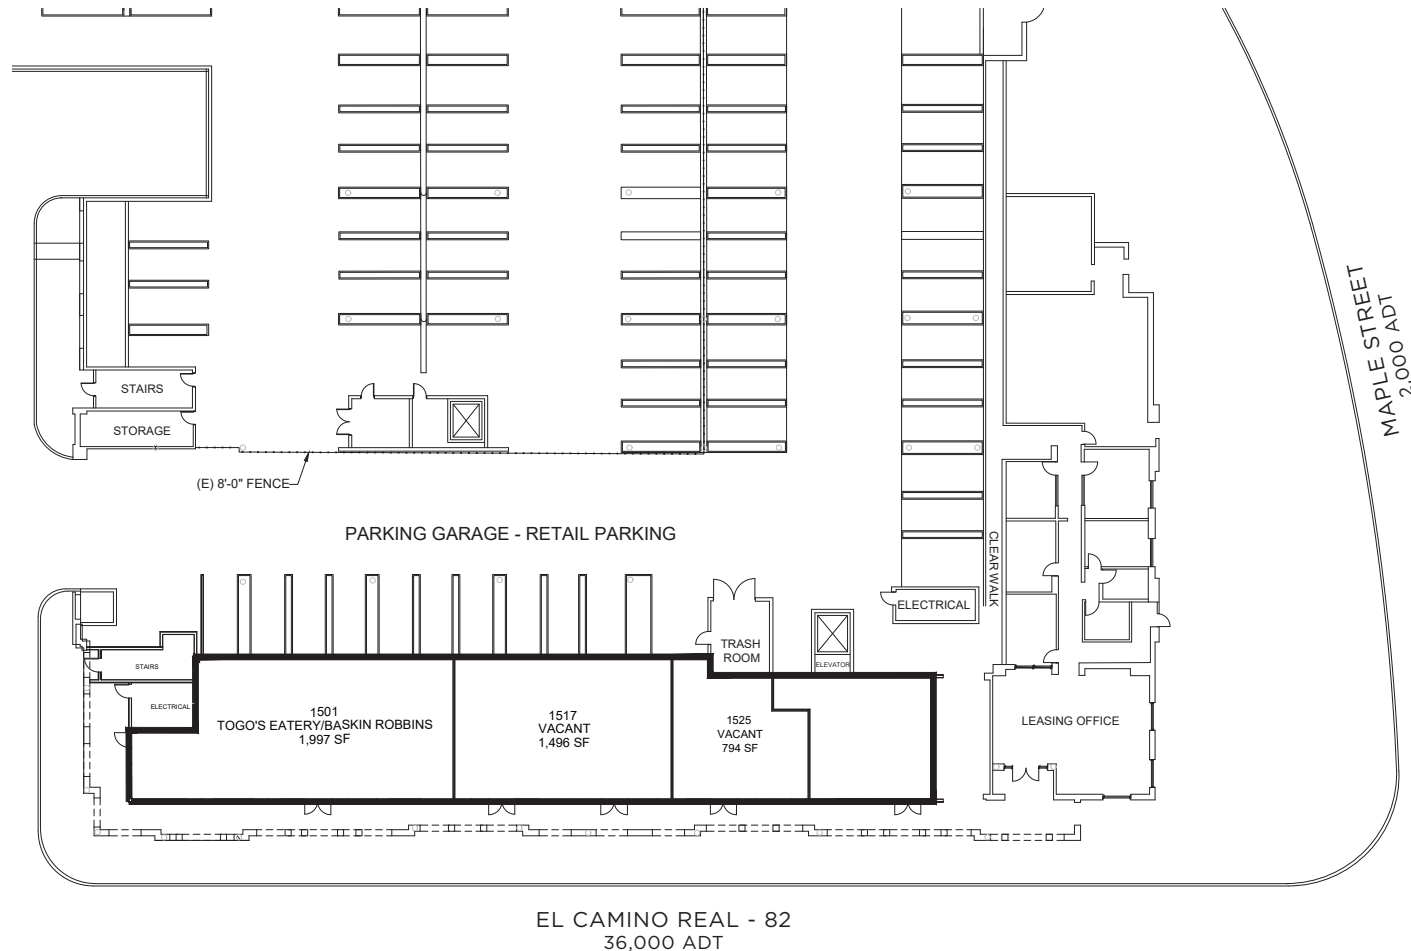 MAPLE STREET
2,000 ADT
STAIRS
STORAGE
(E) 8'-0" FENCE
PARKING GARAGE - RETAIL PARKING
CLEAR WALK
ELECTRICAL
TRASH
ROOM
ELEVATOR
STAIRS
ELECTRICAL
1501
TOGO'S EATERY/BASKIN ROBBINS
1,997 SF
1517
VACANT
1,496 SF
1525
VACANT
794 SF
LEASING OFFICE
EL CAMINO REAL - 82
36,000 ADT